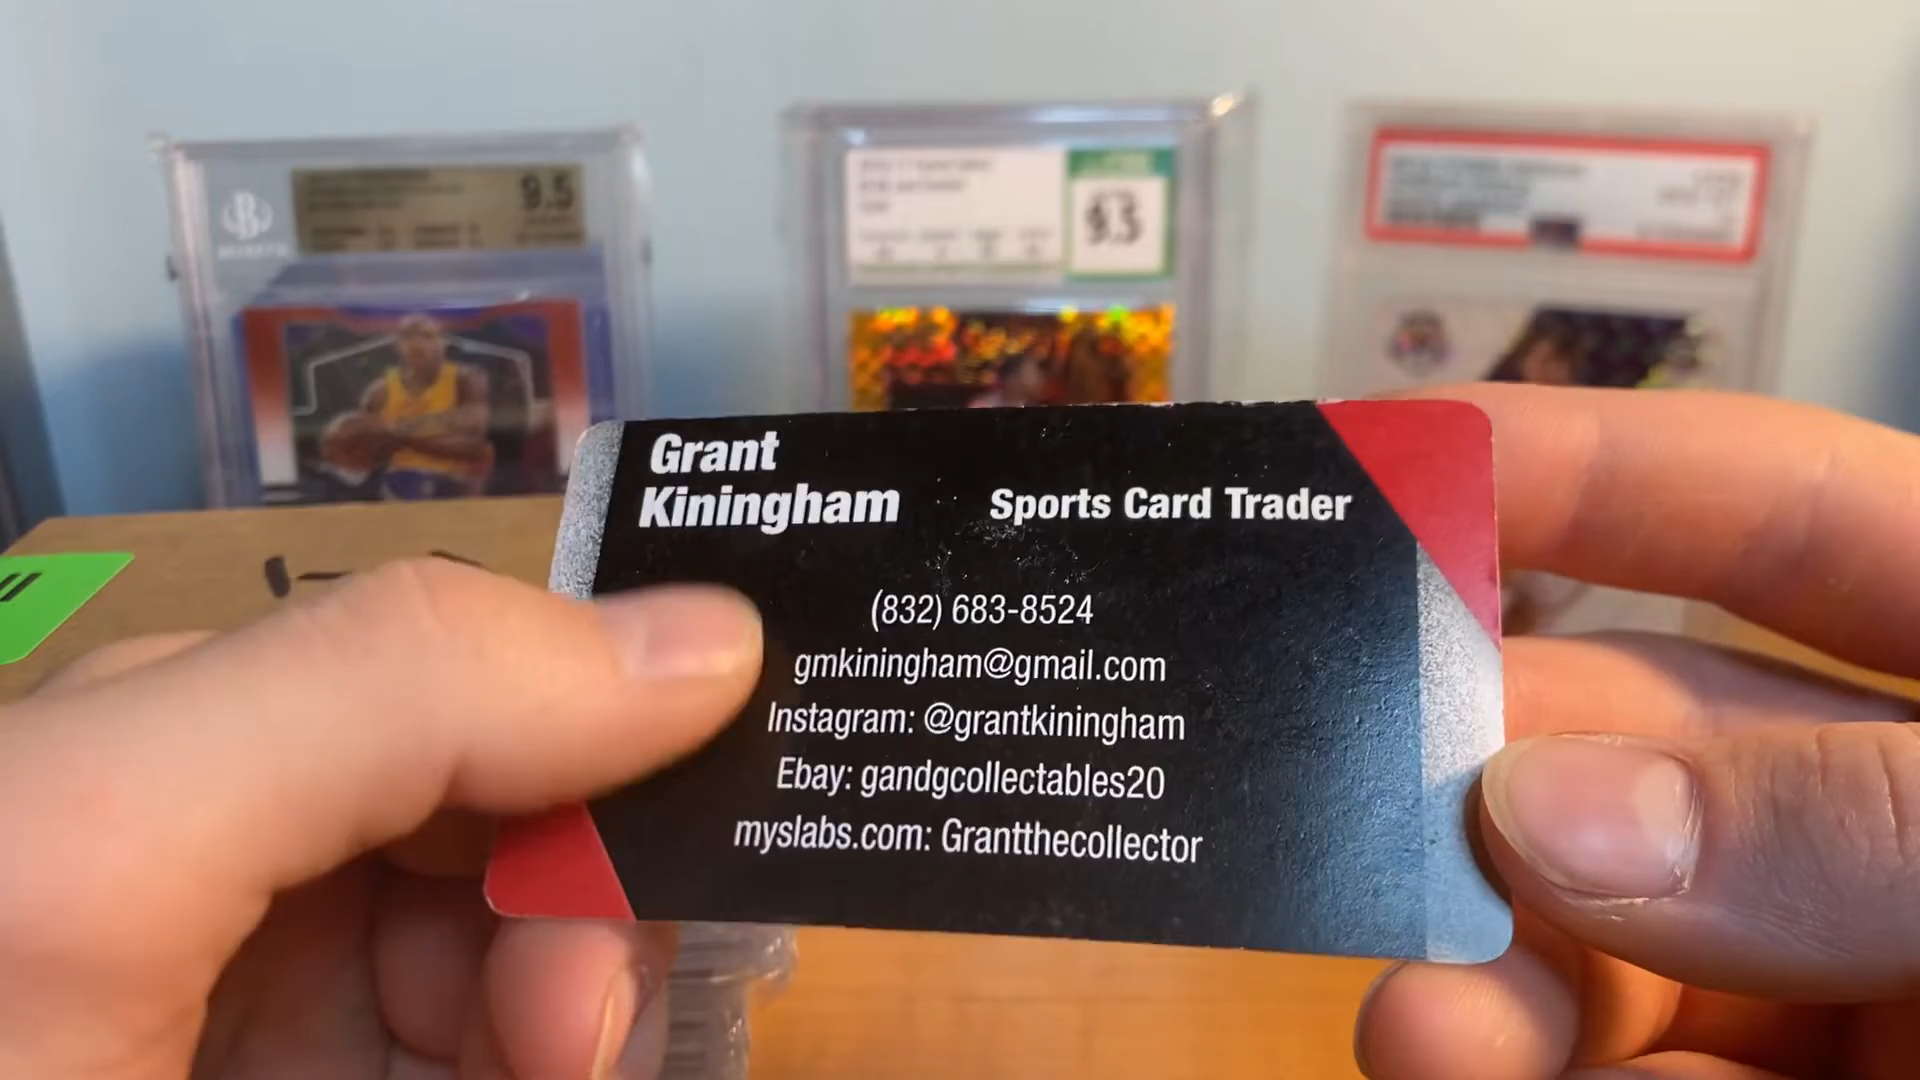 9.5
9.5
Grant
Kiningham
Sports Card Trader
(832) 683-8524
gmkiningham@gmail.com
Instagram: @grantkiningham
Ebay: gandgcollectables20
myslabs.com: Grantthecollector